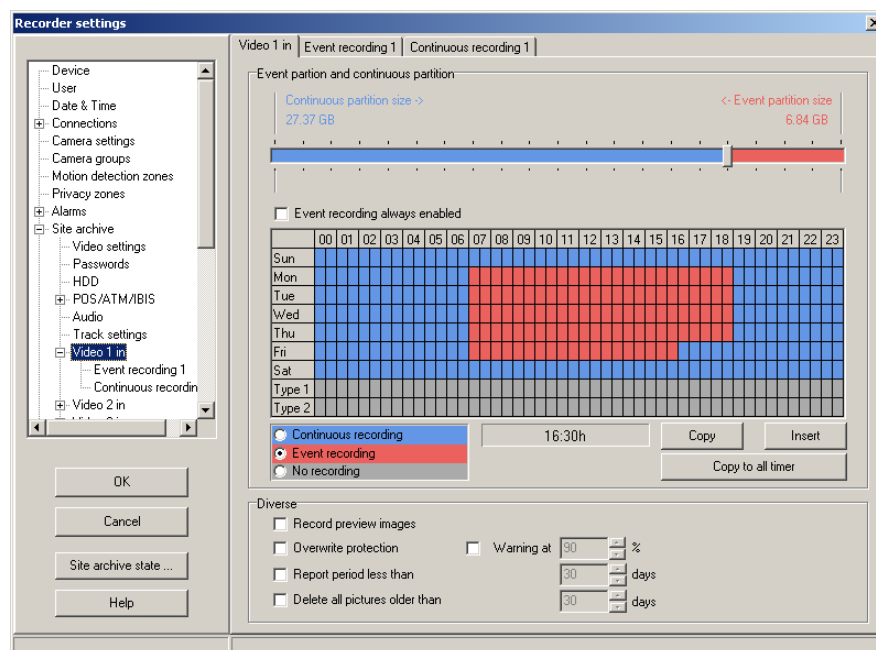 Recorder settings
Device
User
Date & Time
Connections
Camera settings
Camera groups
Motion detection zones
Privacy zones
Alarms
Site archive
Video settings
Passwords
HDD
POS/ATM/IBIS
Audio
Track settings
Video 1 in
Event recording 1
Continuous recordin
Video 2 in
OK
Cancel
Site archive state ...
Help
Video 1 in Event recording 1 Continuous recording 1
Event partion and continuous partition
Continuous partition size -> <- Event partition size
27.37 GB 6.84 GB
Event recording always enabled
00 01 02 03 04 05 06 07 08 09 10 11 12 13 14 15 16 17 18 19 20 21 22 23
Sun
Mon
Tue
Wed
Thu
Fri
Sat
Type 1
Type 2
Continuous recording 16:30h Copy Insert
Event recording
No recording Copy to all timer
Diverse
Record preview images
Overwrite protection Warning at 90 %
Report period less than 30 days
Delete all pictures older than 30 days